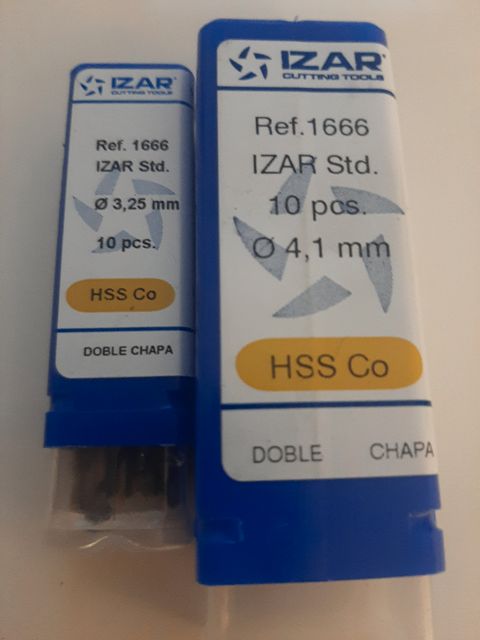 IZAR
CUTTING TOOLS
Ref. 1666
IZAR Std.
Ø 3,25 mm
10 pcs.
HSS Co
DOBLE CHAPA
IZAR
CUTTING TOOLS
Ref.1666
IZAR Std.
10 pcs.
Ø 4,1 mm
HSS Co
DOBLE CHAPA